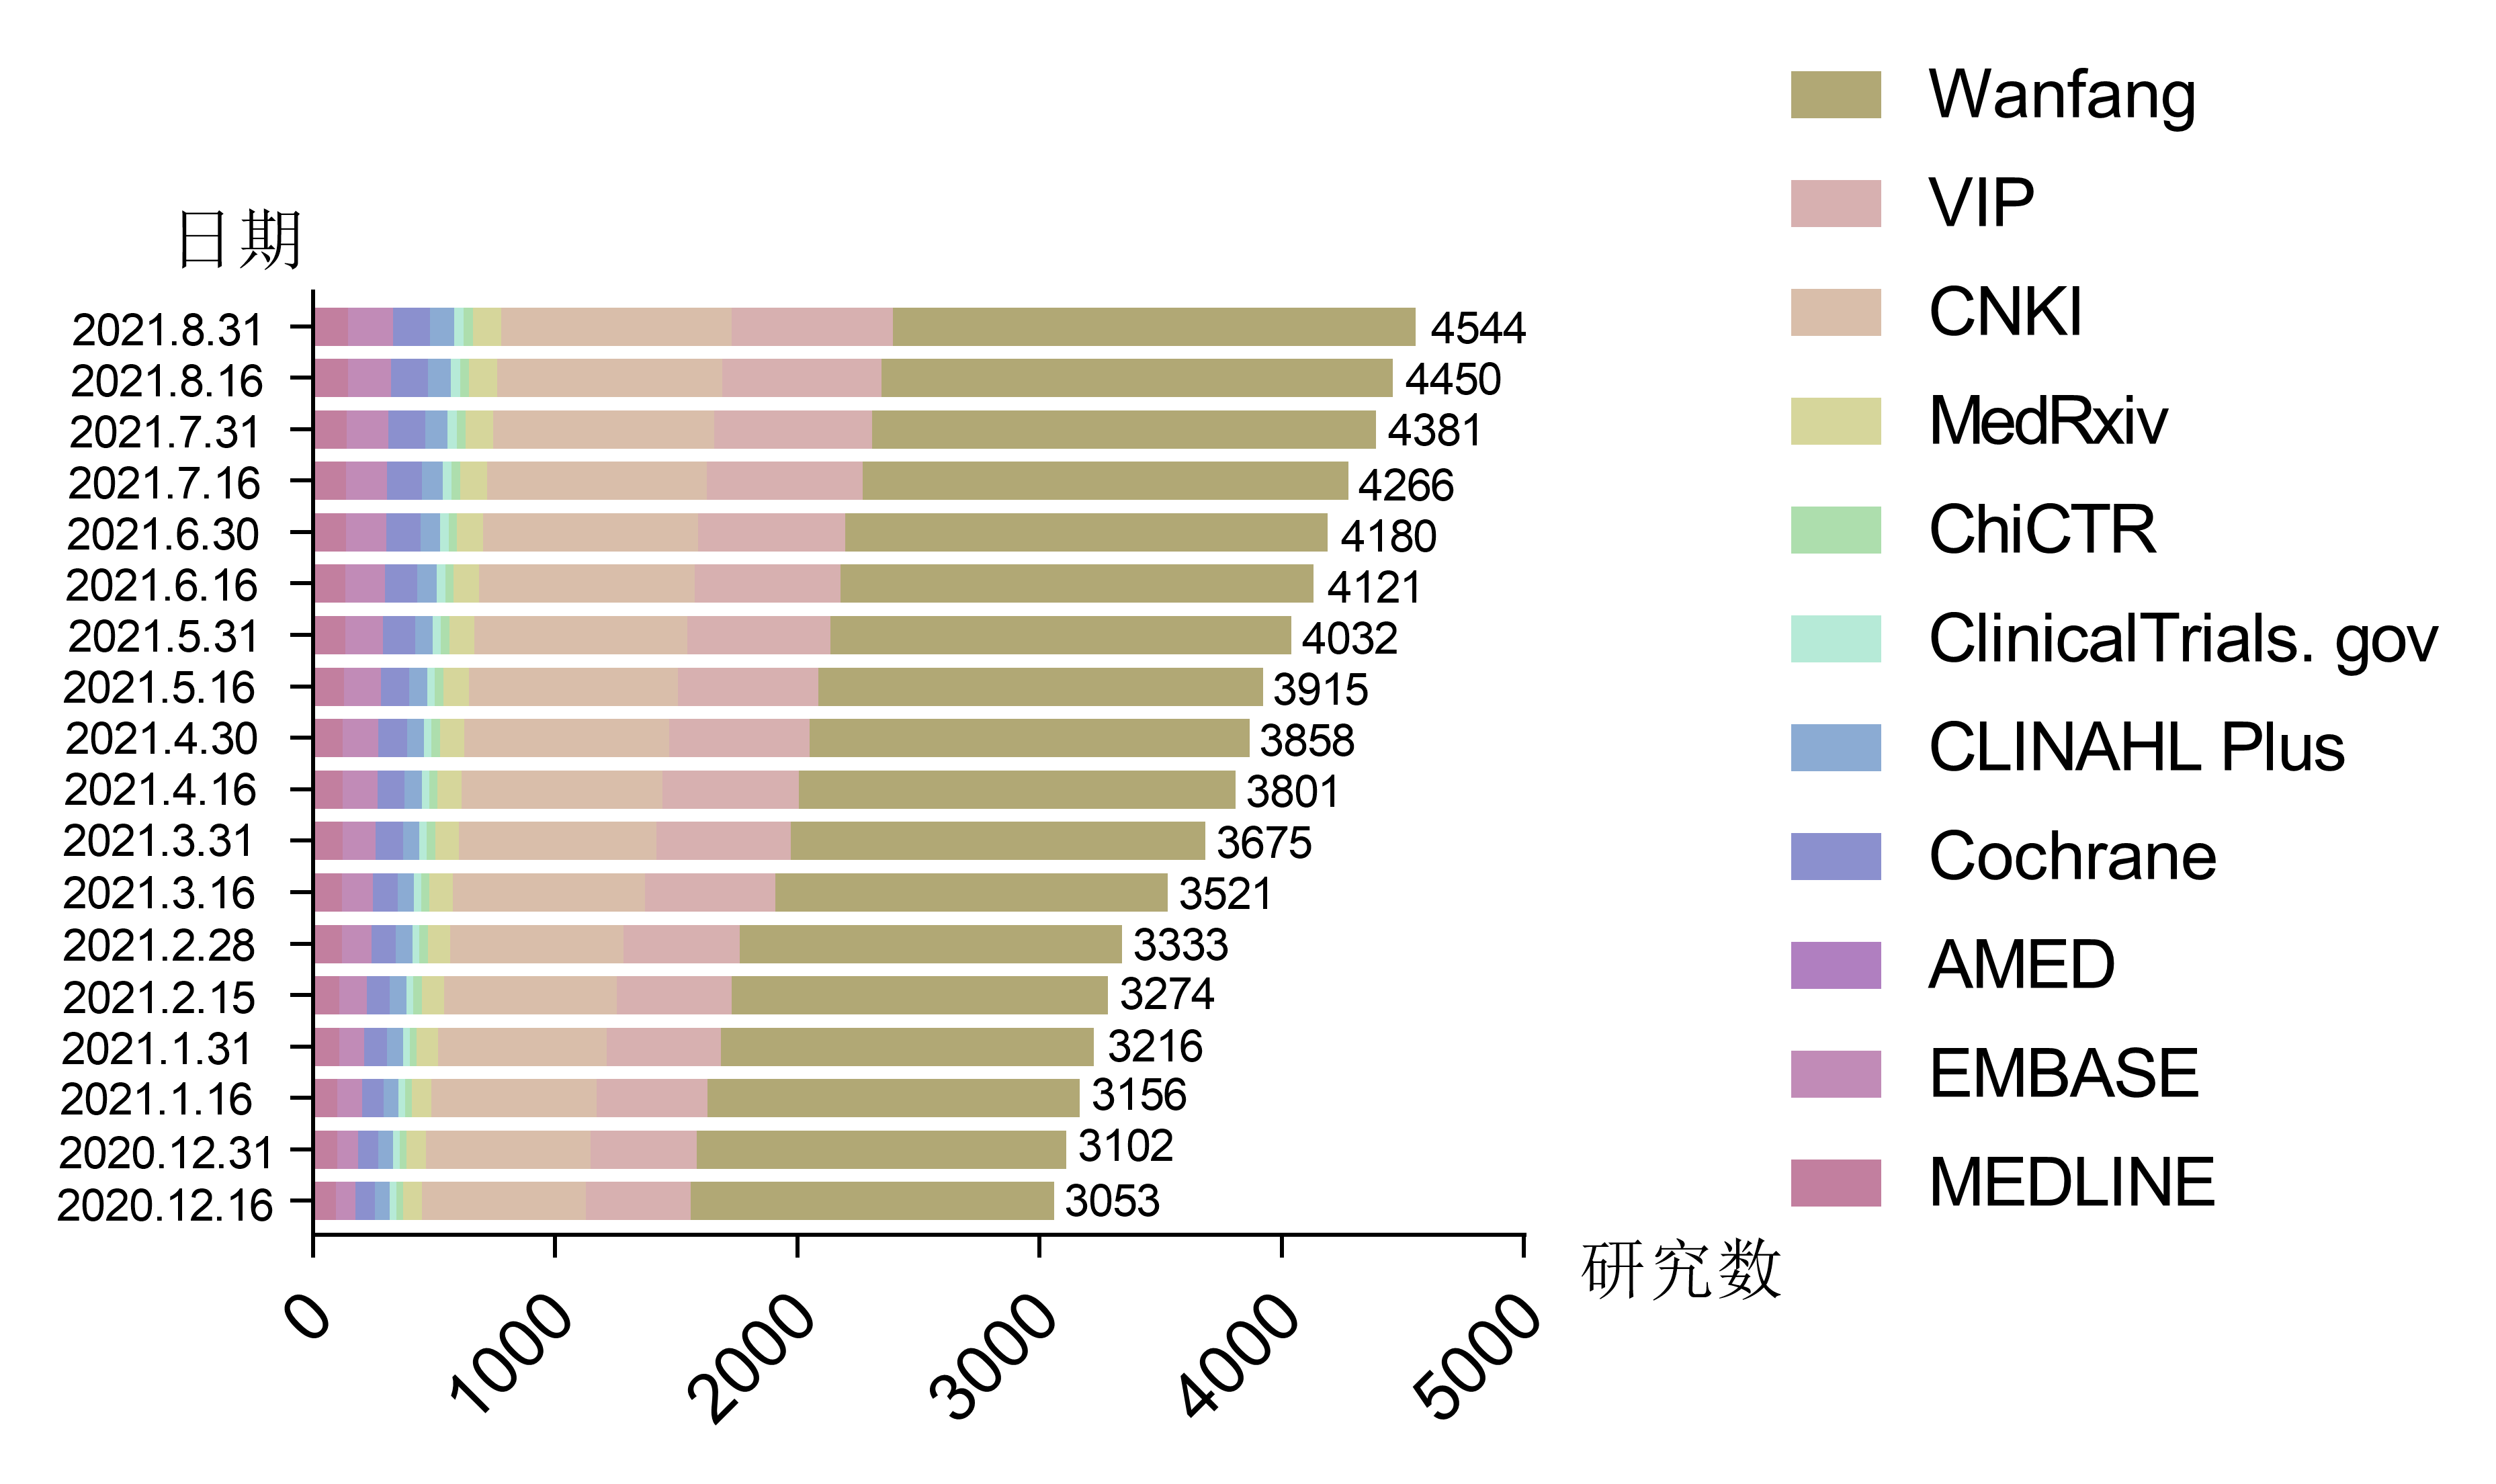 日期
2021.8.31 4544
2021.8.16 4450
2021.7.31 4381
2021.7.16 4266
2021.6.30 4180
2021.6.16 4121
2021.5.31 4032
2021.5.16 3915
2021.4.30 3858
2021.4.16 3801
2021.3.31 3675
2021.3.16 3521
2021.2.28 3333
2021.2.15 3274
2021.1.31 3216
2021.1.16 3156
2020.12.31 3102
2020.12.16 3053
0 1000 2000 3000 4000 5000
研究数
Wanfang
VIP
CNKI
MedRxiv
ChiCTR
ClinicalTrials. gov
CLINAHL Plus
Cochrane
AMED
EMBASE
MEDLINE